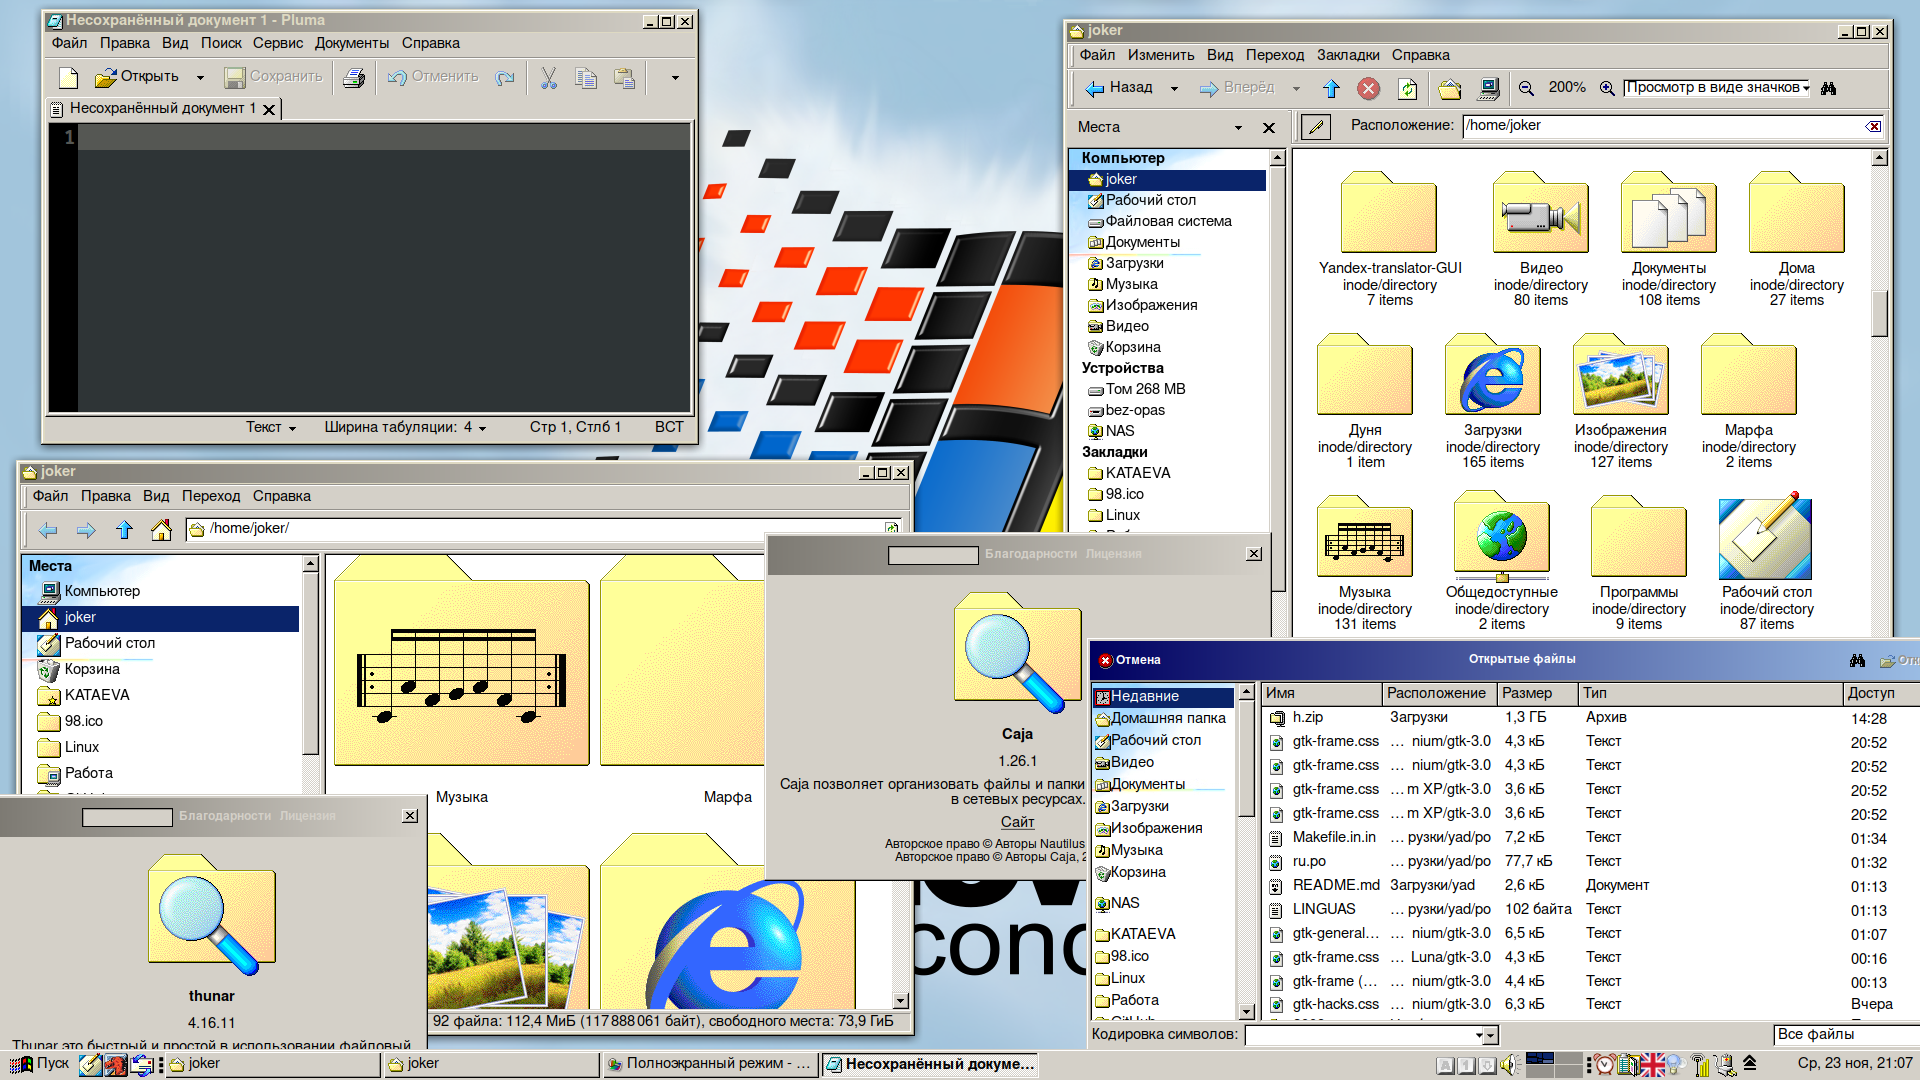 Несохранённый документ 1 - Pluma
Файл Правка Вид Поиск Сервис Документы Справка
Открыть Сохранить Отменить
Несохранённый документ 1
1
Текст Ширина табуляции: 4 Стр 1, Стлб 1 ВСТ
joker
Файл Изменить Вид Переход Закладки Справка
Назад Вперёд 200% Просмотр в виде значков
Места Расположение: /home/joker
Компьютер
joker
Рабочий стол
Файловая система
Документы
Загрузки
Музыка
Изображения
Видео
Корзина
Устройства
Том 268 MB
bez-opas
NAS
Закладки
KATAEVA
98.ico
Linux
Yandex-translator-GUI Видео Документы Дома
inode/directory inode/directory inode/directory inode/directory
7 items 80 items 108 items 27 items
Дуня Загрузки Изображения Марфа
inode/directory inode/directory inode/directory inode/directory
1 item 165 items 127 items 2 items
Музыка Общедоступные Программы Рабочий стол
inode/directory inode/directory inode/directory inode/directory
131 items 2 items 9 items 87 items
joker
Файл Правка Вид Переход Справка
/home/joker/
Места
Компьютер
joker
Рабочий стол
Корзина
KATAEVA
98.ico
Linux
Работа
Музыка Марфа
92 файла: 112,4 МиБ (117 888 061 байт), свободного места: 73,9 ГиБ
Благодарности Лицензия
Caja
1.26.1
Caja позволяет организовать файлы и папки
в сетевых ресурсах.
Сайт
Авторское право © Авторы Nautilus
Авторское право © Авторы Caja, 2
Благодарности Лицензия
thunar
4.16.11
Thunar это быстрый и простой в использовании файловый
Отмена Открытые файлы Отк
Недавние
Домашняя папка
Рабочий стол
Видео
Документы
Загрузки
Изображения
Музыка
Корзина
NAS
KATAEVA
98.ico
Linux
Работа
GitHub
Имя Расположение Размер Тип Доступ
h.zip Загрузки 1,3 ГБ Архив 14:28
gtk-frame.css … nium/gtk-3.0 4,3 кБ Текст 20:52
gtk-frame.css … nium/gtk-3.0 4,3 кБ Текст 20:52
gtk-frame.css … m XP/gtk-3.0 3,6 кБ Текст 20:52
gtk-frame.css … m XP/gtk-3.0 3,6 кБ Текст 20:52
Makefile.in.in … рузки/yad/po 7,2 кБ Текст 01:34
ru.po … рузки/yad/po 77,7 кБ Текст 01:32
README.md Загрузки/yad 2,6 кБ Документ 01:13
LINGUAS … рузки/yad/po 102 байта Текст 01:13
gtk-general… … nium/gtk-3.0 6,5 кБ Текст 01:07
gtk-frame.css … Luna/gtk-3.0 4,3 кБ Текст 00:16
gtk-frame (… … nium/gtk-3.0 4,4 кБ Текст 00:13
gtk-hacks.css … nium/gtk-3.0 6,3 кБ Текст Вчера
Кодировка символов: Все файлы
conc
Пуск joker joker Полноэкранный режим - … Несохранённый докуме… A 1 Ср, 23 ноя, 21:07